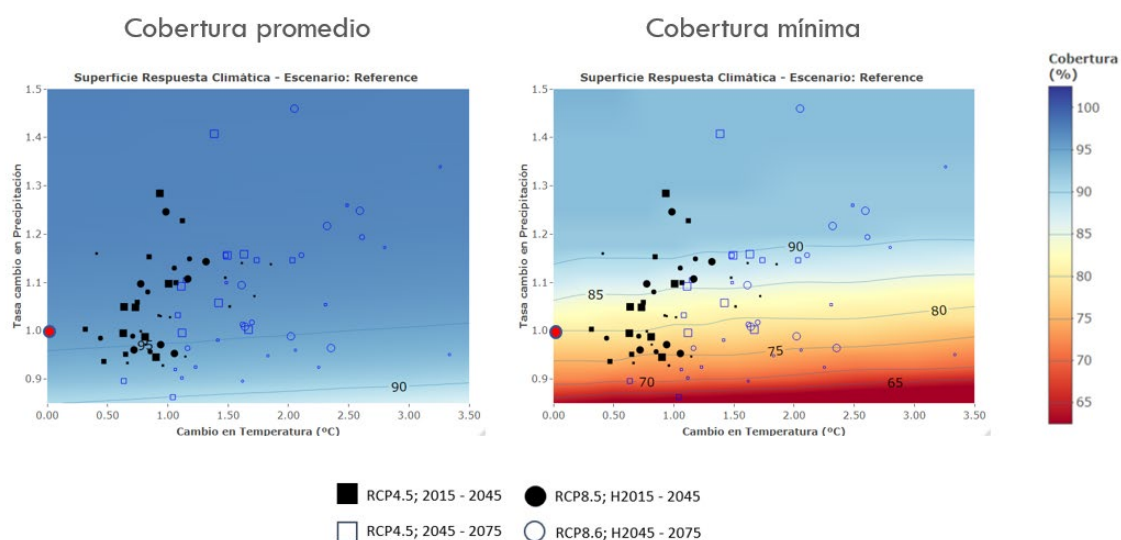 Cobertura promedio
Cobertura mínima
Superficie Respuesta Climática - Escenario: Reference
Tasa cambio en Precipitación
1.5
1.4
1.3
1.2
1.1
1.0
0.9
95
90
0.00 0.50 1.00 1.50 2.00 2.50 3.00 3.50
Cambio en Temperatura (ºC)
Superficie Respuesta Climática - Escenario: Reference
Tasa cambio en Precipitación
1.5
1.4
1.3
1.2
1.1
1.0
0.9
90
85
80
75
70
65
0.00 0.50 1.00 1.50 2.00 2.50 3.00 3.50
Cambio en Temperatura (ºC)
Cobertura
(%)
100
95
90
85
80
75
70
65
RCP4.5; 2015 - 2045
RCP8.5; H2015 - 2045
RCP4.5; 2045 - 2075
RCP8.6; H2045 - 2075